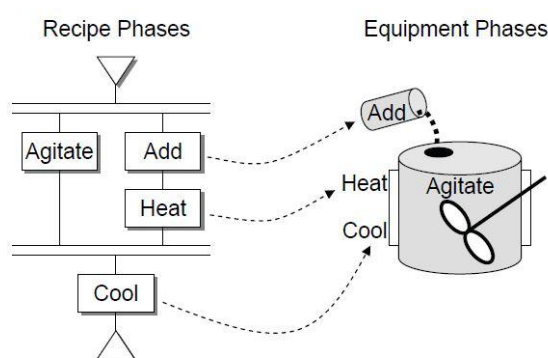 Recipe Phases
Equipment Phases
Agitate
Add
Heat
Cool
Add
Heat
Agitate
Cool